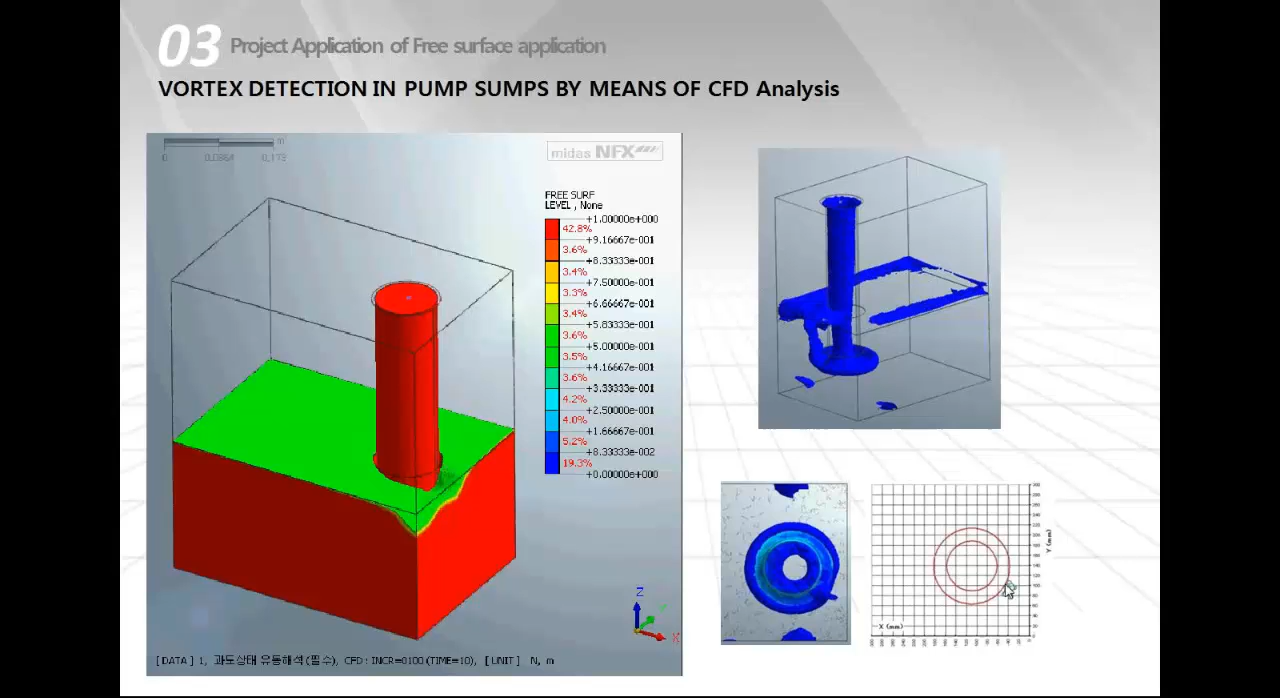 03 Project Application of Free surface application
VORTEX DETECTION IN PUMP SUMPS BY MEANS OF CFD Analysis
m
0 0.0864 0.173
midas NFX
FREE SURF
LEVEL , None
+1.00000e+000
42.8%
+9.16667e-001
3.6%
+8.33333e-001
3.4%
+7.50000e-001
3.3%
+6.66667e-001
3.4%
+5.83333e-001
3.6%
+5.00000e-001
3.5%
+4.16667e-001
3.6%
+3.33333e-001
4.2%
+2.50000e-001
4.0%
+1.66667e-001
5.2%
+8.33333e-002
19.3%
+0.00000e+000
Z
Y
X
[DATA] 1, 과도상태 유동해석(필수), CFD: INCR=0100(TIME=10), [UNIT] N, m
Y (mm)
X (mm)